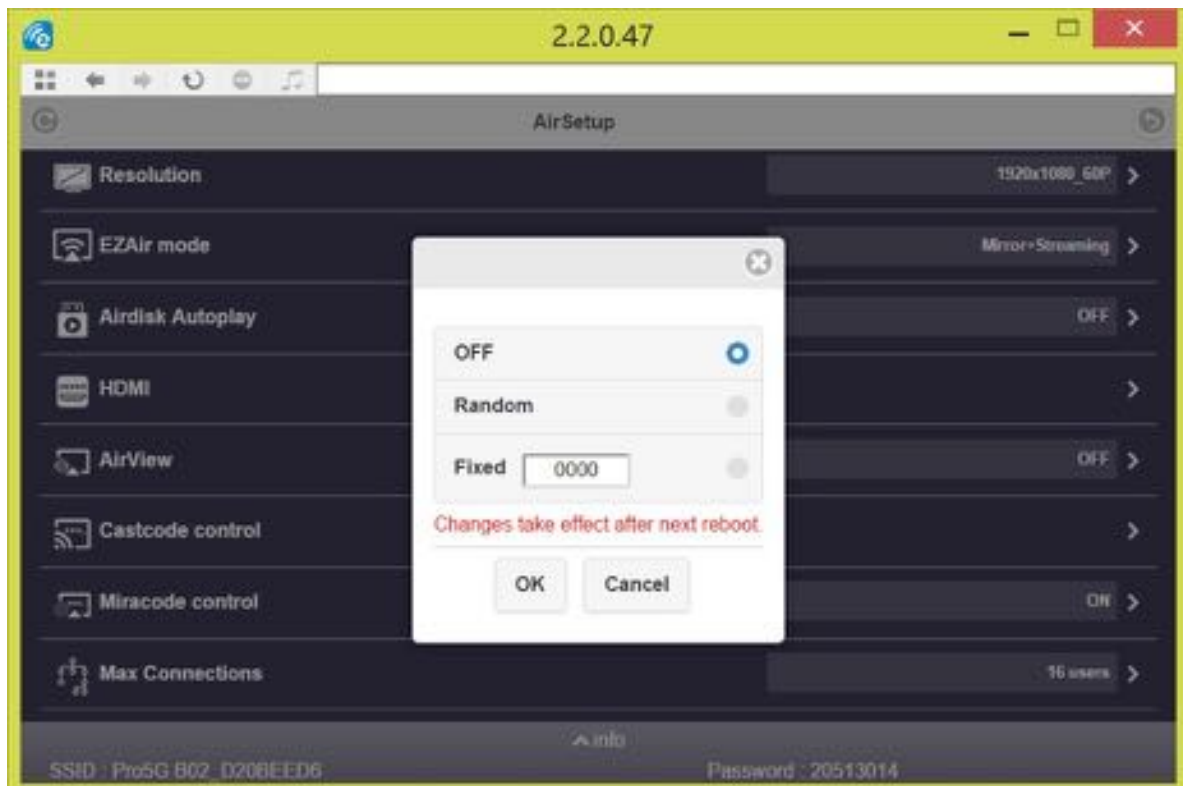 2.2.0.47
AirSetup
Resolution 1920x1080_60P
EZAir mode Mirror+Streaming
Airdisk Autoplay OFF
OFF
Random
HDMI
AirView OFF
Fixed 0000
Changes take effect after next reboot.
Castcode control
OK Cancel
Miracode control
Max Connections 16 users
info
SSID : Pro5G B02_D20BEED6 Password : 20513014